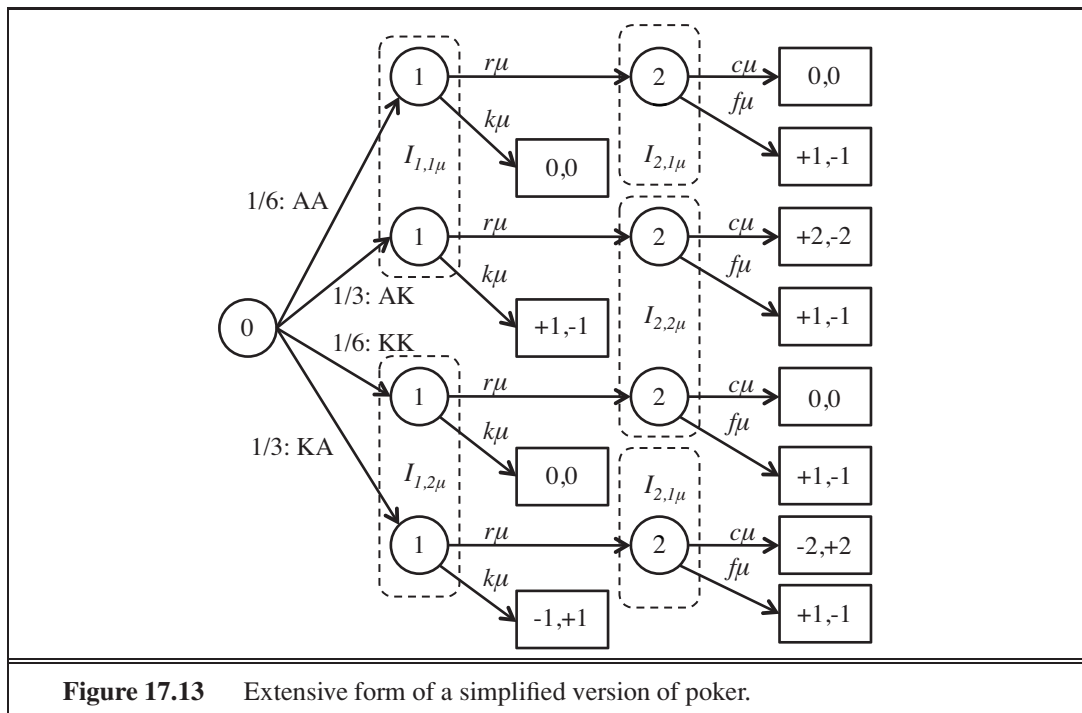 1
rμ
2
cμ
0,0
fμ
kμ
I1,1μ
I2,1μ
0,0
+1,-1
1/6: AA
1
rμ
2
cμ
+2,-2
fμ
kμ
1/3: AK
0
+1,-1
I2,2μ
+1,-1
1/6: KK
1
rμ
2
cμ
0,0
fμ
kμ
1/3: KA
I1,2μ
0,0
I2,1μ
+1,-1
1
rμ
2
cμ
-2,+2
fμ
kμ
-1,+1
+1,-1
Figure 17.13 Extensive form of a simplified version of poker.